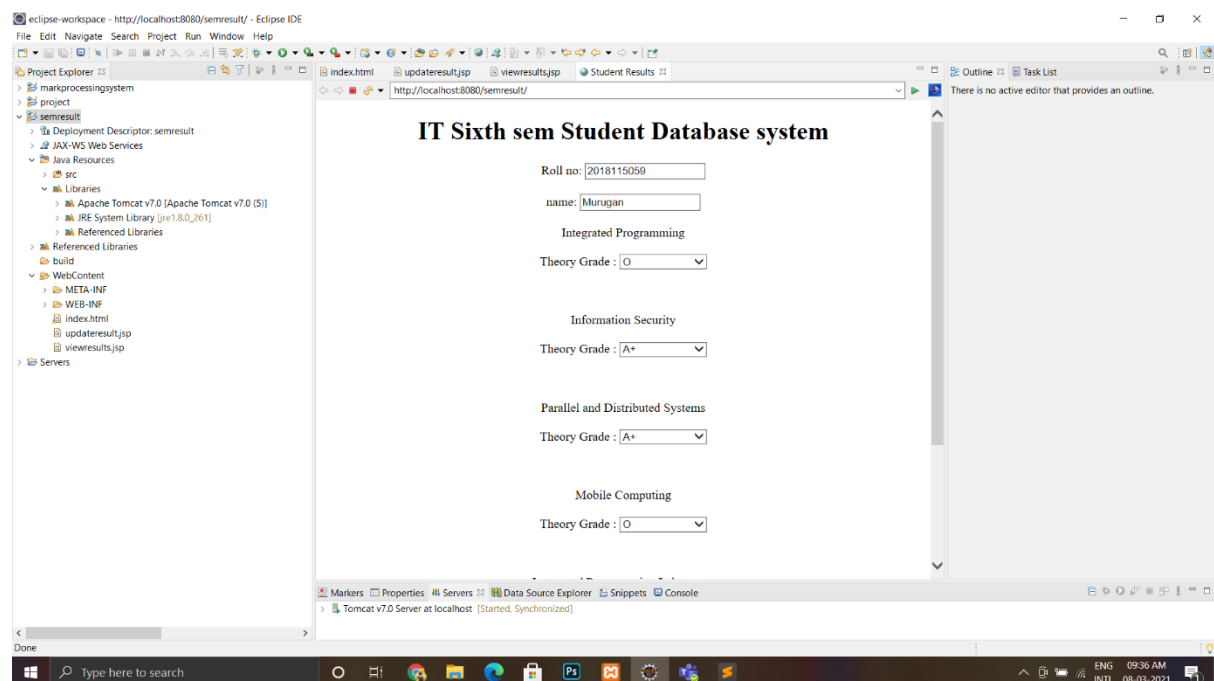 eclipse-workspace - http://localhost:8080/semresult/ - Eclipse IDE
File Edit Navigate Search Project Run Window Help
Project Explorer
markprocessingsystem
project
semresult
Deployment Descriptor: semresult
JAX-WS Web Services
Java Resources
src
Libraries
Apache Tomcat v7.0 [Apache Tomcat v7.0 (5)]
JRE System Library [jre1.8.0_261]
Referenced Libraries
Referenced Libraries
build
WebContent
META-INF
WEB-INF
index.html
updateresult.jsp
viewresults.jsp
Servers
index.html updateresult.jsp viewresults.jsp Student Results
http://localhost:8080/semresult/
IT Sixth sem Student Database system
Roll no: 2018115059
name: Murugan
Integrated Programming
Theory Grade : O
Information Security
Theory Grade : A+
Parallel and Distributed Systems
Theory Grade : A+
Mobile Computing
Theory Grade : O
Outline Task List
There is no active editor that provides an outline.
Markers Properties Servers Data Source Explorer Snippets Console
Tomcat v7.0 Server at localhost [Started, Synchronized]
Done
Type here to search
Ps
ENG 09:36 AM
INTL 08-03-2021